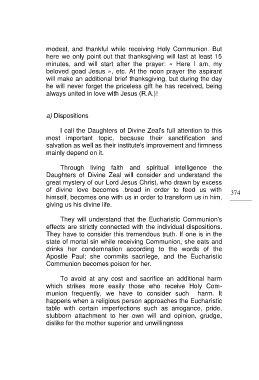 modest, and thankful while receiving Holy Communion. But
here we only point out that thanksgiving will last at least 15
minutes, and will start after the prayer: « Here I am, my
beloved goad Jesus », etc. At the noon prayer the aspirant
will make an additional brief thanksgiving, but during the day
he will never forget the priceless gift he has received, being
always united in love with Jesus (R.A.)!
a) Dispositions
I call the Daughters of Divine Zeal's full attention to this
most important topic, because their sanctification and
salvation as well as their institute's improvement and firmness
mainly depend on it.
Through living faith and spiritual intelligence the
Daughters of Divine Zeal will consider and understand the
great mystery of our Lord Jesus Christ, who drawn by excess
of divine love becomes bread in order to feed us with
himself, becomes one with us in order to transform us in him,
giving us his divine life.
374
They will understand that the Eucharistic Communion's
effects are strictly connected with the individual dispositions.
They have to consider this tremendous truth. If one is in the
state of mortal sin while receiving Communion, she eats and
drinks her condemnation according to the words of the
Apostle Paul; she commits sacrilege, and the Eucharistic
Communion becomes poison for her.
To avoid at any cost and sacrifice an additional harm
which strikes more easily those who receive Holy Com-
munion frequently, we have to consider such harm. It
happens when a religious person approaches the Eucharistic
table with certain imperfections such as arrogance, pride,
stubborn attachment to her own will and opinion, grudge,
dislike for the mother superior and unwillingness